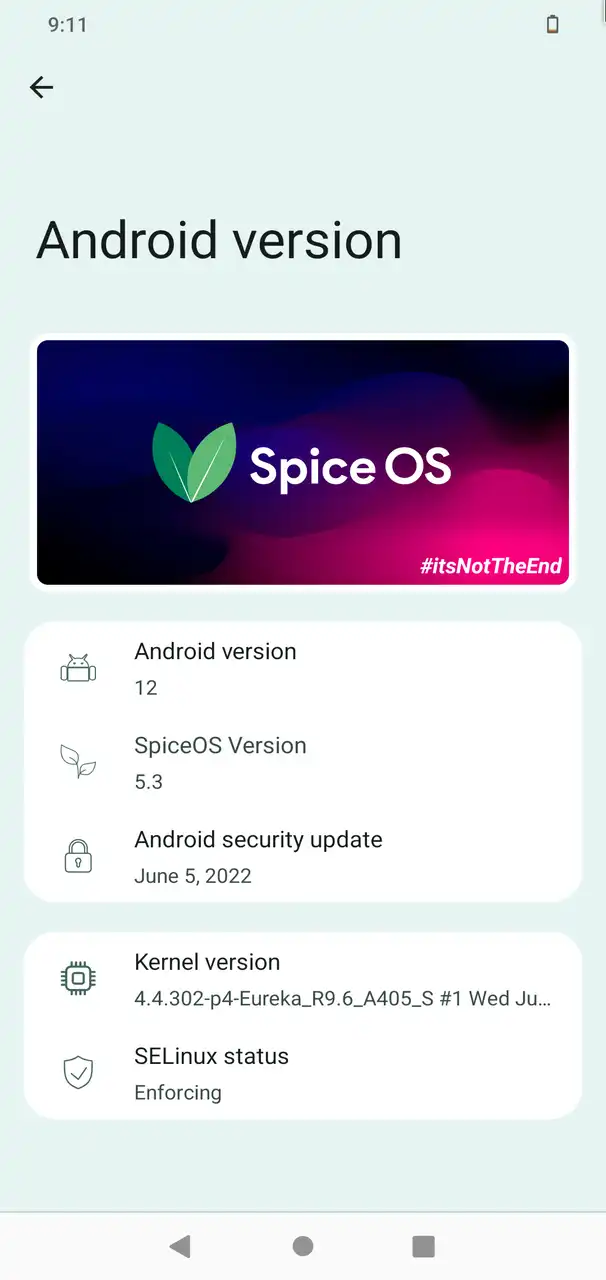 9:11
Android version
Spice OS
#itsNotTheEnd
Android version
12
SpiceOS Version
5.3
Android security update
June 5, 2022
Kernel version
4.4.302-p4-Eureka_R9.6_A405_S #1 Wed Ju...
SELinux status
Enforcing